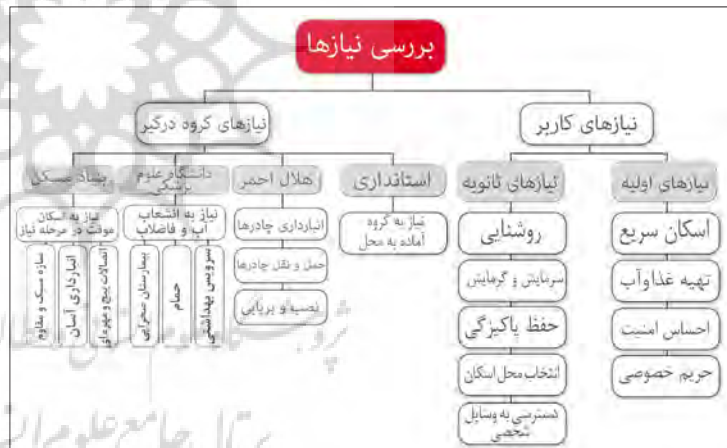 بررسی نیازها
نیازهای کاربر
نیازهای گروه درگیر
نیازهای اولیه
نیازهای ثانویه
استانداری
هلال احمر
دانشگاه علوم
پزشکی
بنیاد مسکن
اسکان سریع
تهیه غذاوآب
احساس امنیت
حریم خصوصی
روشنایی
سرمایش و گرمایش
حفظ پاکیزگی
انتخاب محل اسکان
دسترسی به وسایل
شخصی
نیاز به گروه
آماده به محل
انبارداری چادرها
حمل و نقل چادرها
نصب و برپایی
نیاز به انشعاب
آب و فاضلاب
سرویس بهداشتی
حمام
بیمارستان صحرایی
نیاز به اسکان
موقت در مرحله نیاز
اتصالات پیچ و مهره‌ای
انبارداری آسان
سازه سبک و مقاوم
پرتال جامع علوم